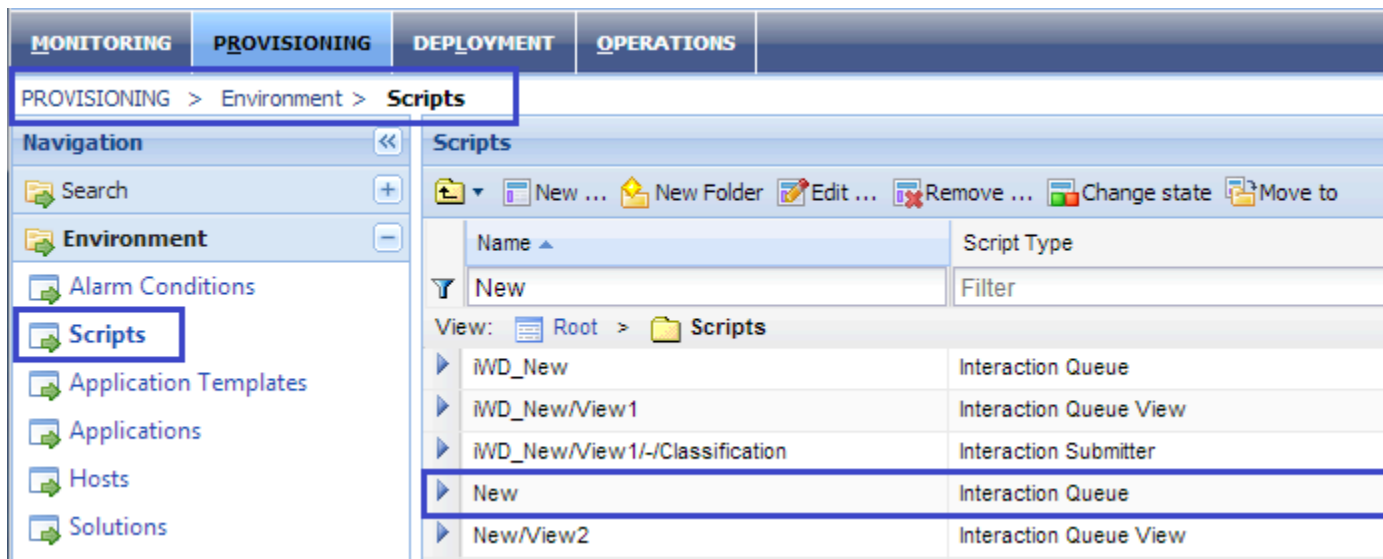 MONITORING PROVISIONING DEPLOYMENT OPERATIONS
PROVISIONING > Environment > Scripts
Navigation
Search
Environment
Alarm Conditions
Scripts
Application Templates
Applications
Hosts
Solutions
Scripts
New ... New Folder Edit ... Remove ... Change state Move to
Name Script Type
New Filter
View: Root > Scripts
iWD_New Interaction Queue
iWD_New/View1 Interaction Queue View
iWD_New/View1/-/Classification Interaction Submitter
New Interaction Queue
New/View2 Interaction Queue View